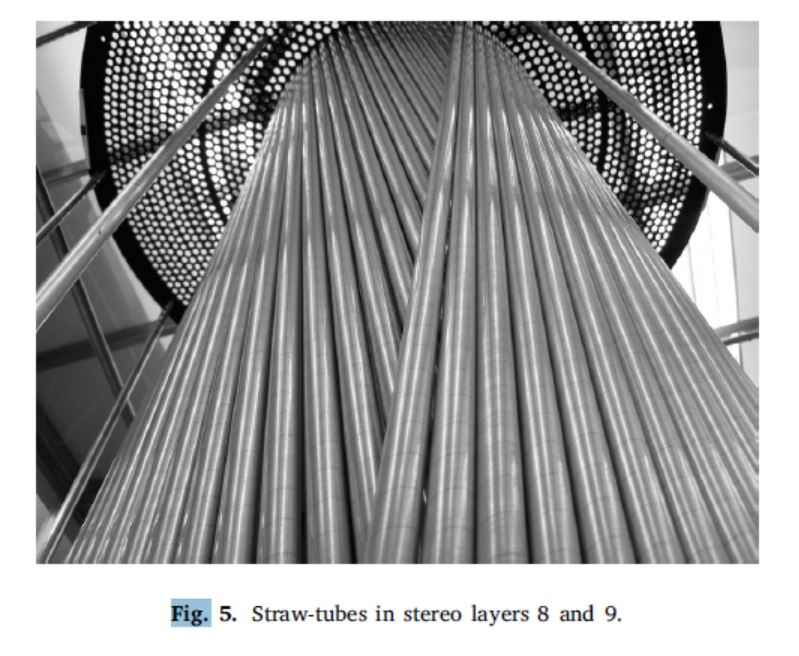 Fig. 5. Straw-tubes in stereo layers 8 and 9.